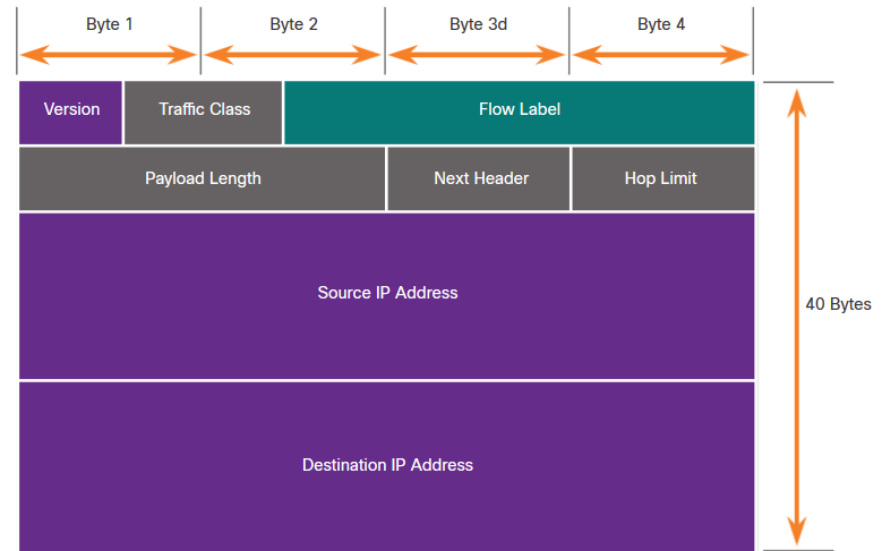 Byte 1 Byte 2 Byte 3d Byte 4
Version Traffic Class Flow Label
Payload Length Next Header Hop Limit
Source IP Address
40 Bytes
Destination IP Address